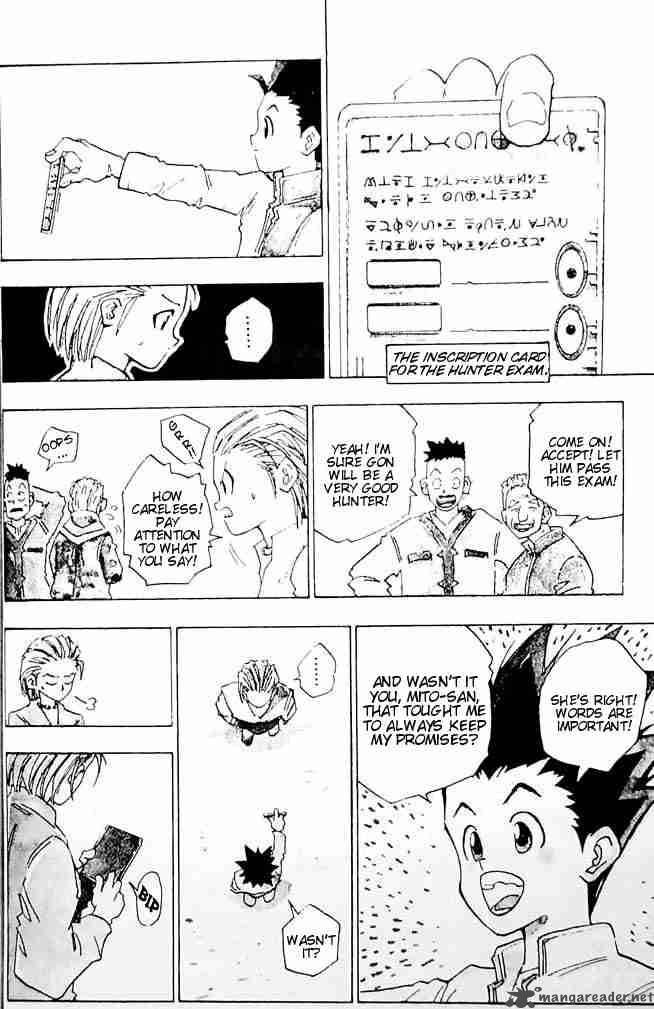 THE INSCRIPTION CARD
FOR THE HUNTER EXAM.
......
COME ON!
ACCEPT! LET
HIM PASS
THIS EXAM!
YEAH! I'M
SURE GON
WILL BE A
VERY GOOD
HUNTER!
HOW
CARELESS!
PAY
ATTENTION
TO WHAT
YOU SAY!
OOPS
...
SHE'S RIGHT!
WORDS ARE
IMPORTANT!
AND WASN'T IT
YOU, MITO-SAN,
THAT TOUGHT ME
TO ALWAYS KEEP
MY PROMISES?
......
WASN'T
IT?
BIP
mangareader.net